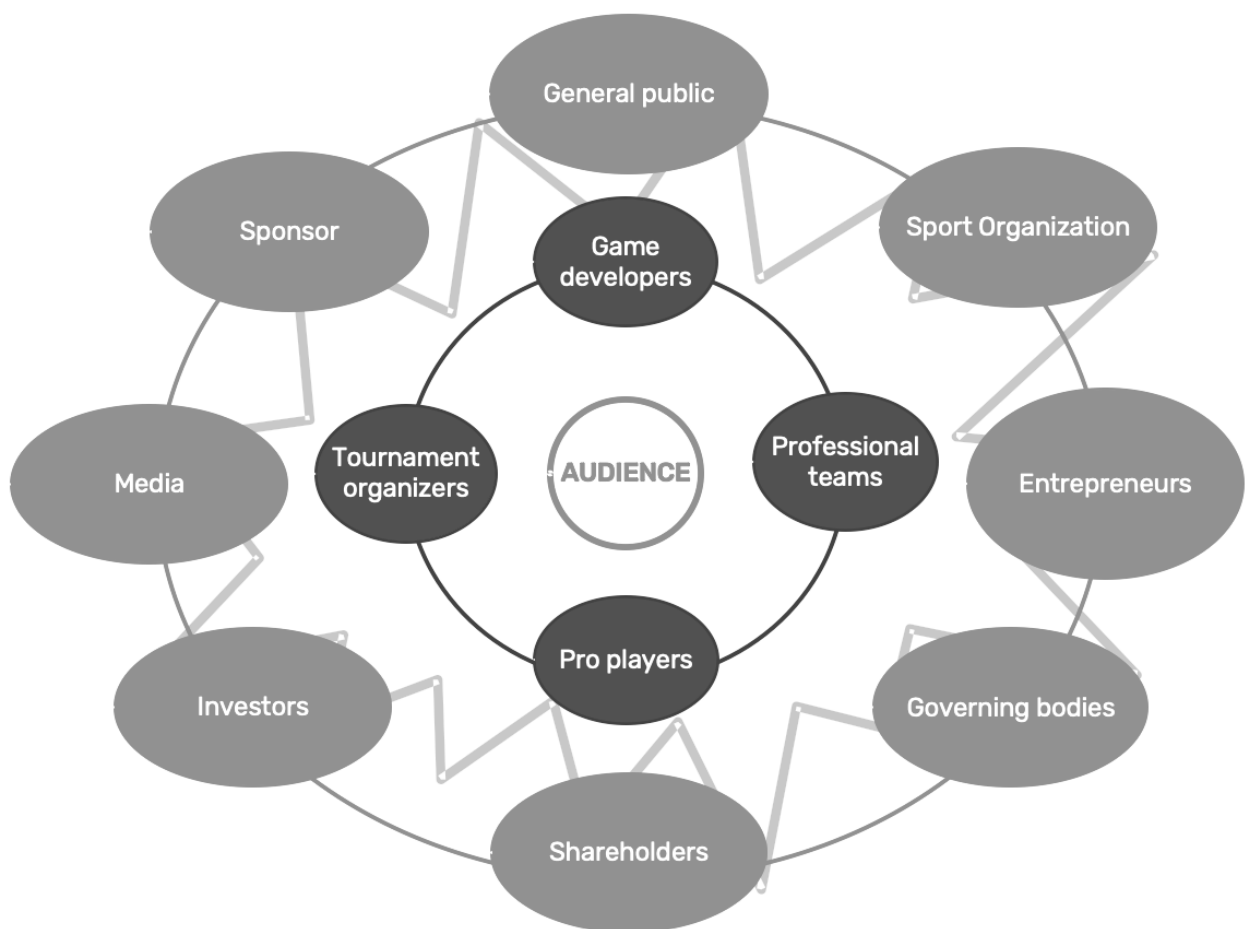 General public
Sponsor
Sport Organization
Game
developers
Tournament
organizers
AUDIENCE
Professional
teams
Media
Entrepreneurs
Pro players
Investors
Governing bodies
Shareholders